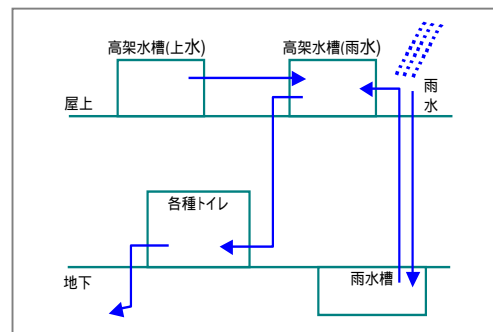 高架水槽(上水)
高架水槽(雨水)
雨
水
屋上
各種トイレ
地下
雨水槽